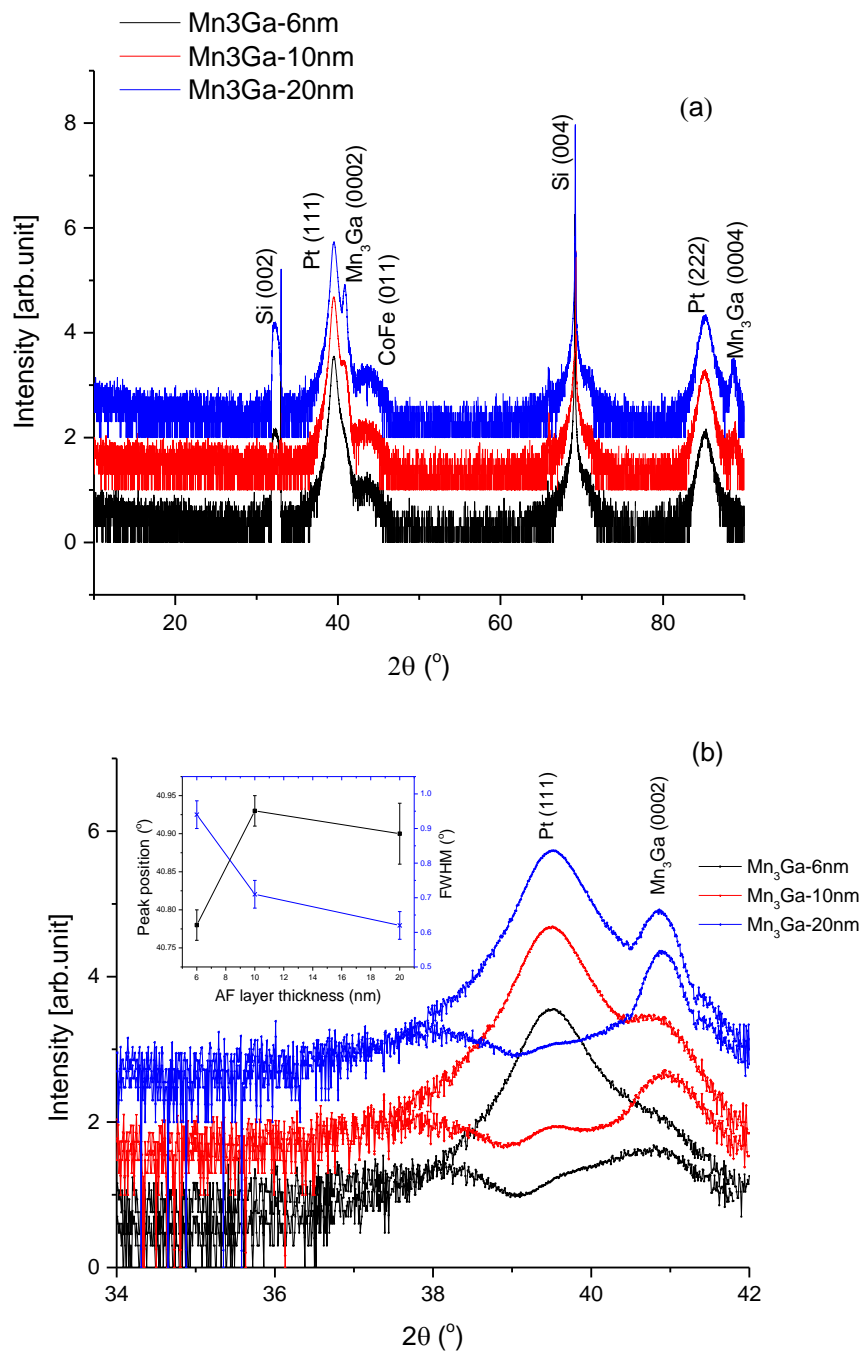 Mn3Ga-6nm
Mn3Ga-10nm
Mn3Ga-20nm
(a)
8
6
4
2
0
Intensity [arb.unit]
Si (002)
Pt (111)
Mn3Ga (0002)
CoFe (011)
Si (004)
Pt (222)
Mn3Ga (0004)
20 40 60 80
2θ (o)
(b)
6
4
2
0
Intensity [arb.unit]
40.95
40.90
40.80
40.75
Peak position (o)
1.0
0.9
0.8
0.7
0.6
0.5
FWHM (o)
6 8 10 12 14 16 18 20
AF layer thickness (nm)
Pt (111)
Mn3Ga (0002)
Mn3Ga-6nm
Mn3Ga-10nm
Mn3Ga-20nm
34 36 38 40 42
2θ (o)